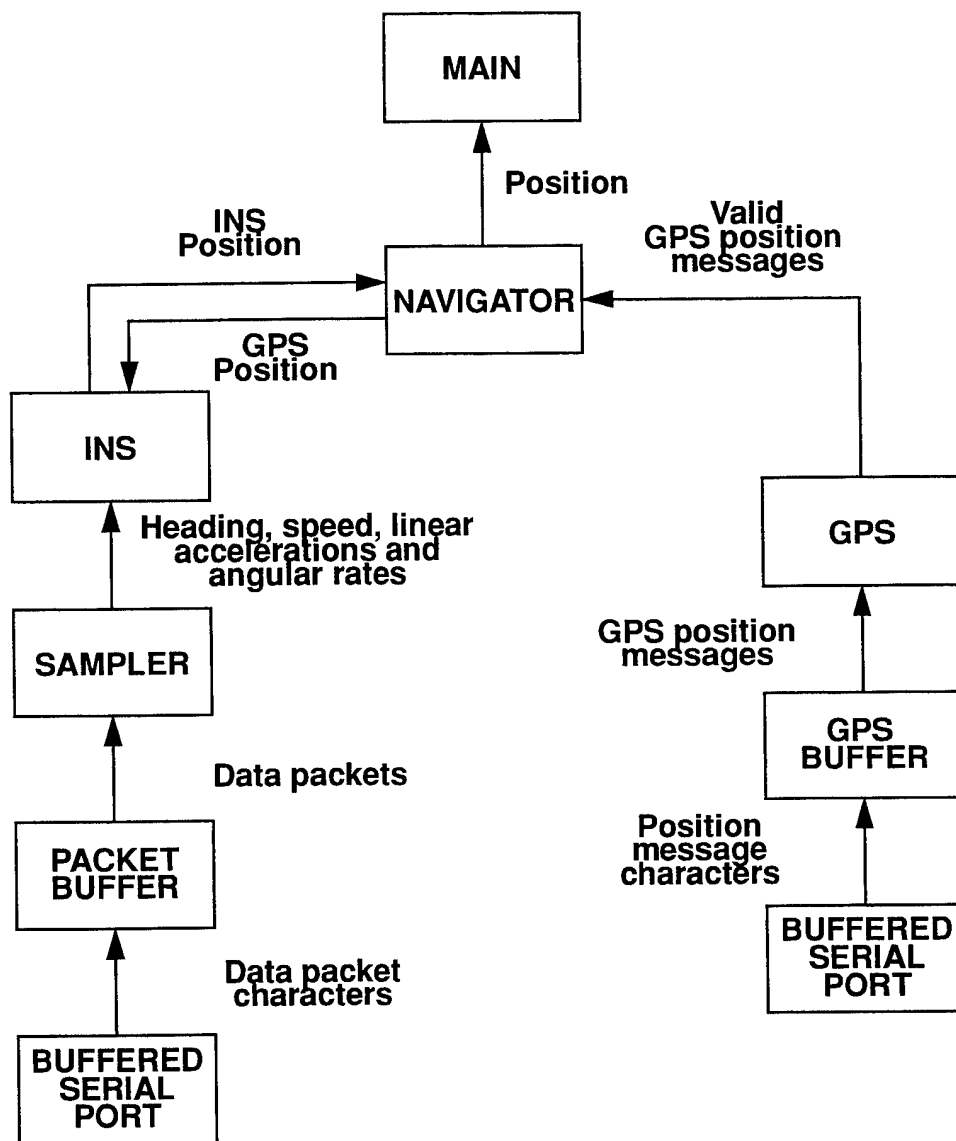 MAIN
Position
INS
Position
Valid
GPS position
messages
NAVIGATOR
GPS
Position
INS
Heading, speed, linear
accelerations and
angular rates
GPS
SAMPLER
GPS position
messages
Data packets
GPS
BUFFER
PACKET
BUFFER
Position
message
characters
Data packet
characters
BUFFERED
SERIAL
PORT
BUFFERED
SERIAL
PORT